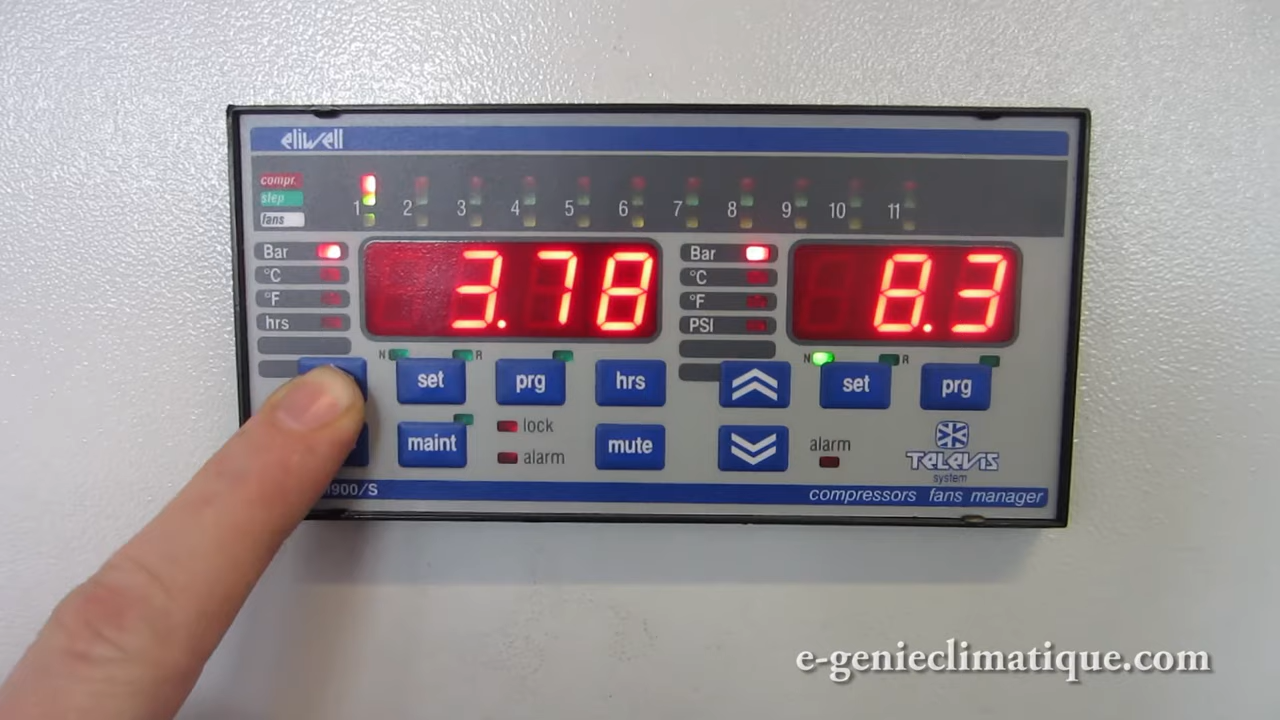 eliwell
compr.
step
fans
1 2 3 4 5 6 7 8 9 10 11
Bar
°C
°F
hrs
3.78
Bar
°C
°F
PSI
8.3
N R
N R
set prg hrs set prg
maint
lock
alarm
mute
alarm
TELEVIS
system
900/S
compressors fans manager
e-genieclimatique.com